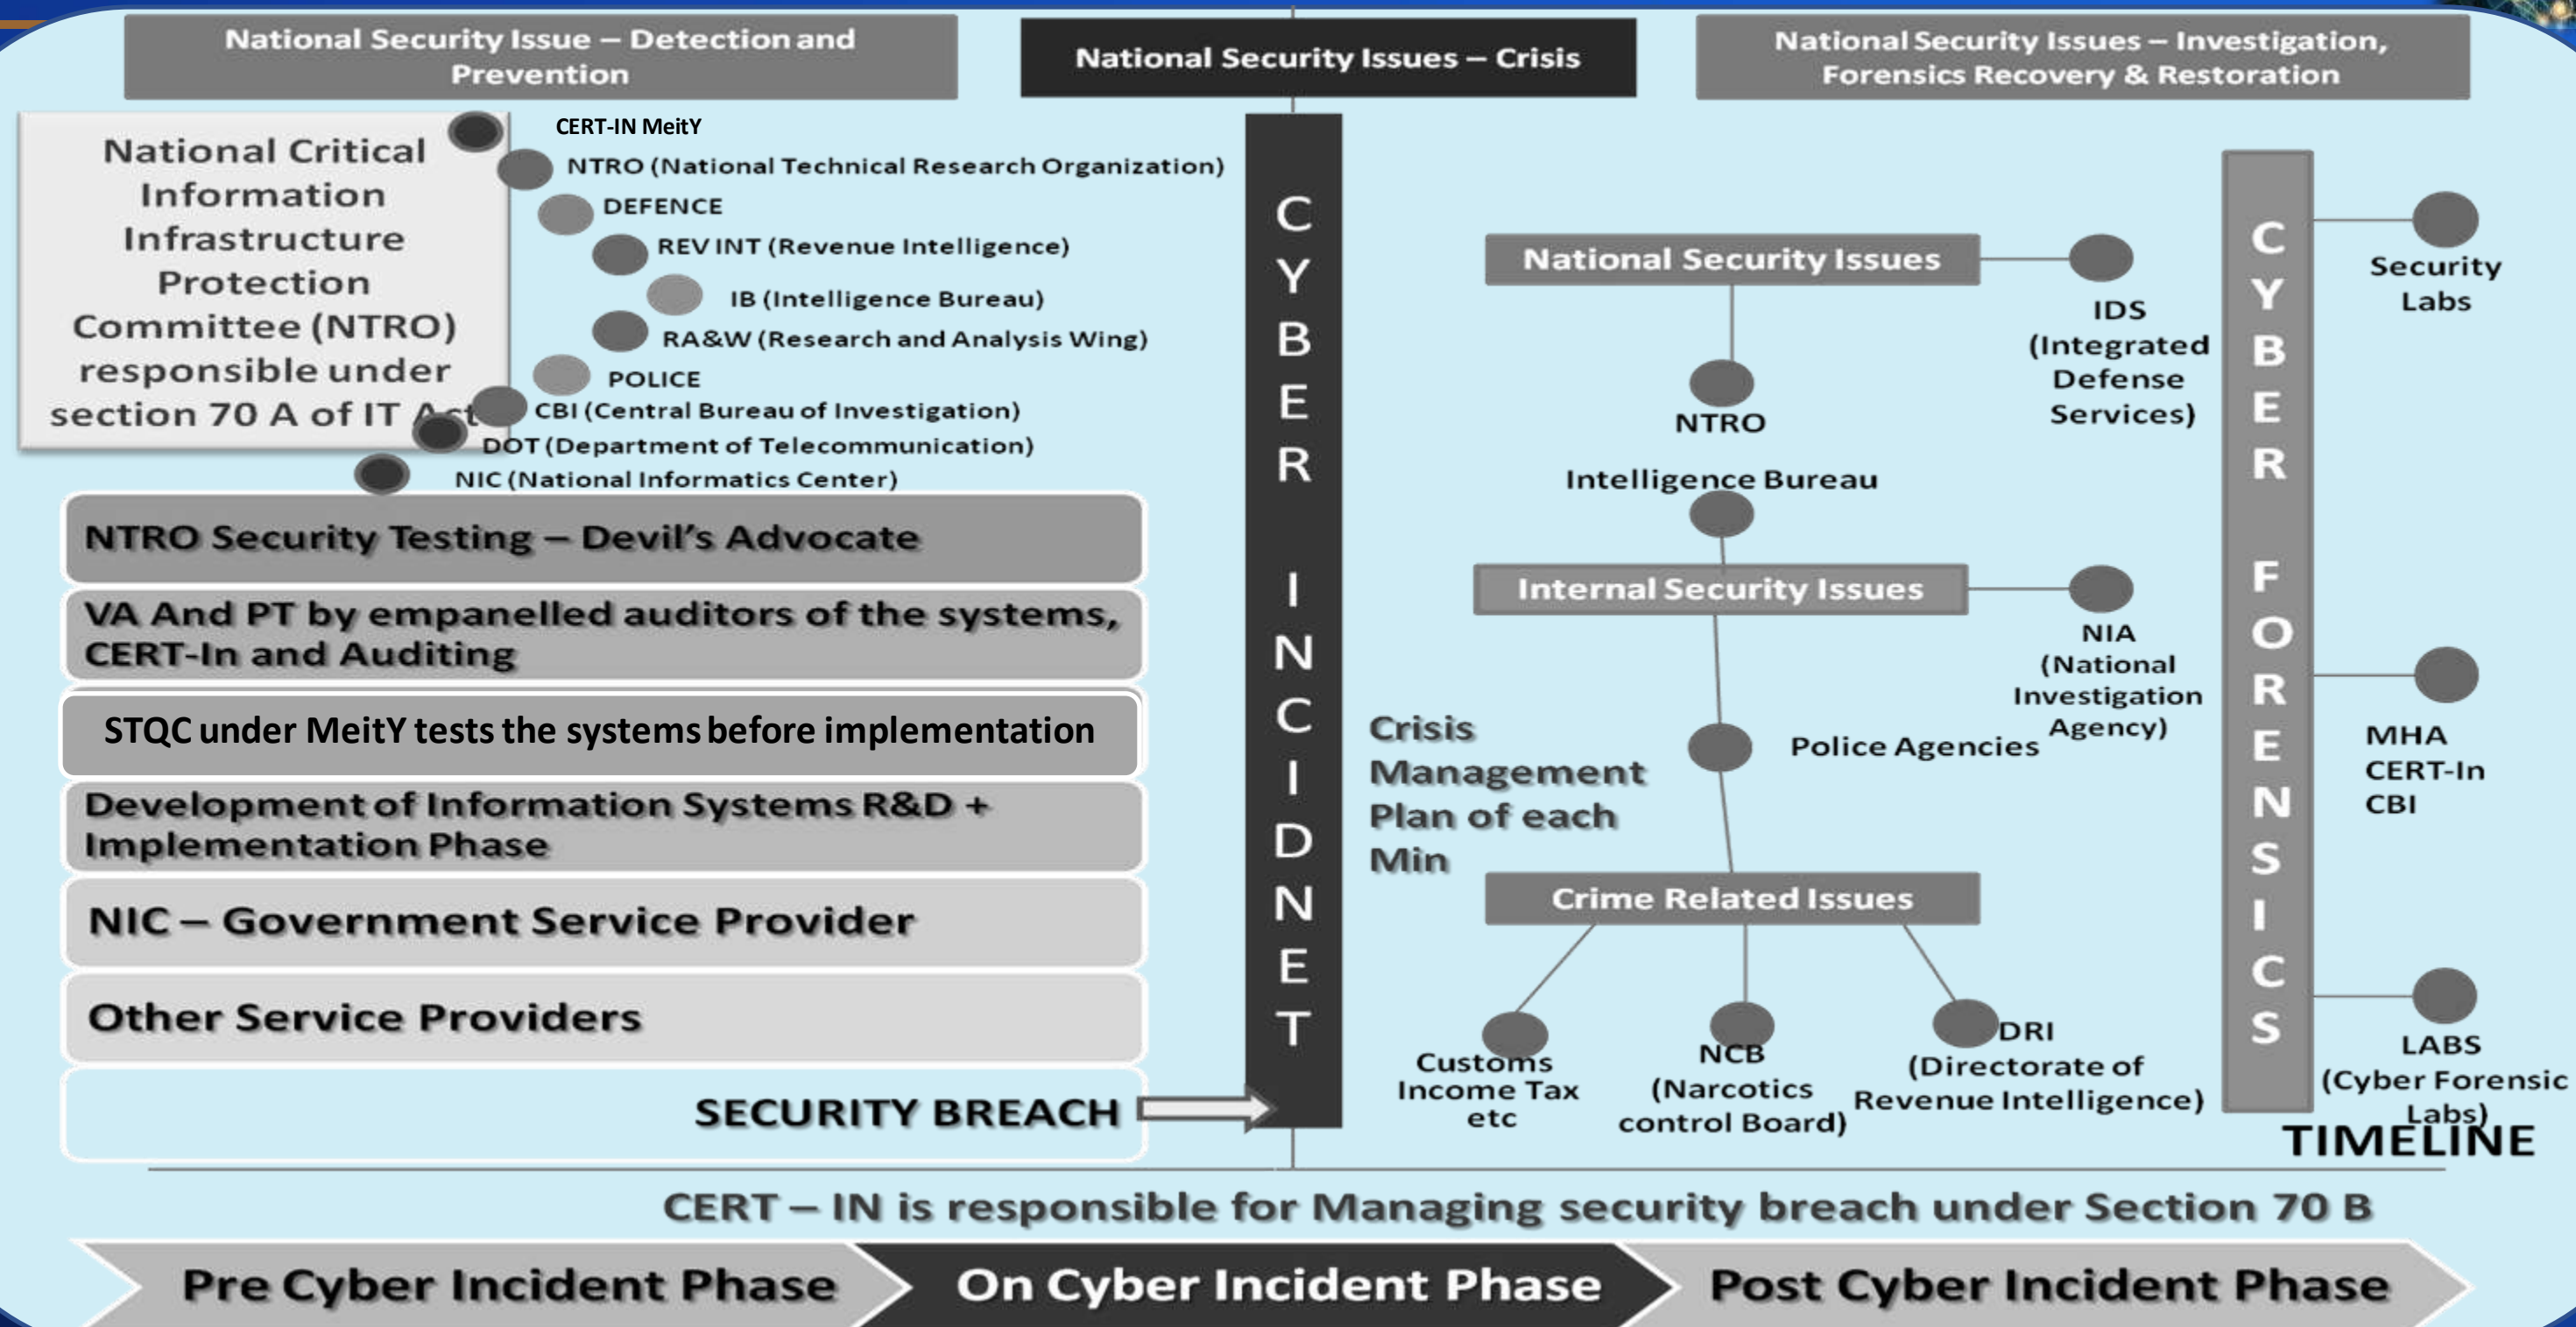 National Security Issue – Detection and
Prevention
National Security Issues – Crisis
National Security Issues – Investigation,
Forensics Recovery & Restoration
National Critical
Information
Infrastructure
Protection
Committee (NTRO)
responsible under
section 70 A of IT Act
CERT-IN MeitY
NTRO (National Technical Research Organization)
DEFENCE
REV INT (Revenue Intelligence)
IB (Intelligence Bureau)
RA&W (Research and Analysis Wing)
POLICE
CBI (Central Bureau of Investigation)
DOT (Department of Telecommunication)
NIC (National Informatics Center)
NTRO Security Testing – Devil's Advocate
VA And PT by empanelled auditors of the systems,
CERT-In and Auditing
STQC under MeitY tests the systems before implementation
Development of Information Systems R&D +
Implementation Phase
NIC – Government Service Provider
Other Service Providers
SECURITY BREACH
CYBER INCIDNET
Crisis
Management
Plan of each
Min
National Security Issues
IDS
(Integrated
Defense
Services)
NTRO
Intelligence Bureau
Internal Security Issues
NIA
(National
Investigation
Agency)
Police Agencies
Crime Related Issues
Customs
Income Tax
etc
NCB
(Narcotics
control Board)
DRI
(Directorate of
Revenue Intelligence)
CYBER FORENSICS
Security
Labs
MHA
CERT-In
CBI
LABS
(Cyber Forensic
Labs)
TIMELINE
CERT – IN is responsible for Managing security breach under Section 70 B
Pre Cyber Incident Phase
On Cyber Incident Phase
Post Cyber Incident Phase